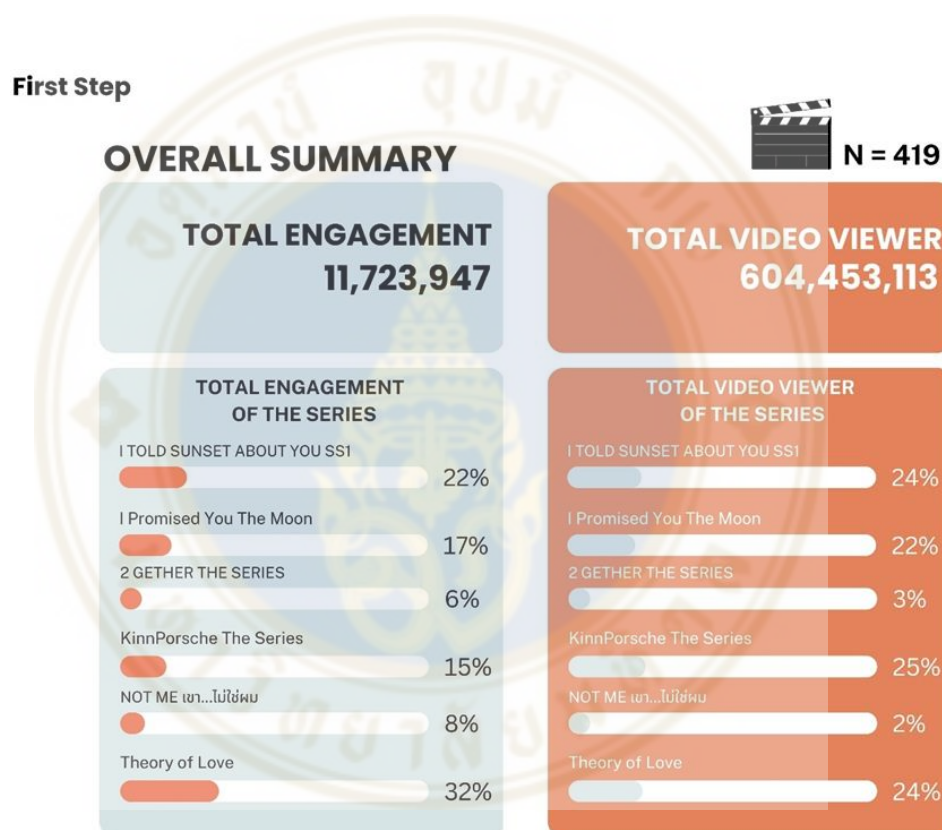 First Step
OVERALL SUMMARY
N = 419
TOTAL ENGAGEMENT
11,723,947
TOTAL VIDEO VIEWER
604,453,113
TOTAL ENGAGEMENT
OF THE SERIES
I TOLD SUNSET ABOUT YOU SS1
22%
I Promised You The Moon
17%
2 GETHER THE SERIES
6%
KinnPorsche The Series
15%
NOT ME เขา...ไม่ใช่ผม
8%
Theory of Love
32%
TOTAL VIDEO VIEWER
OF THE SERIES
I TOLD SUNSET ABOUT YOU SS1
24%
I Promised You The Moon
22%
2 GETHER THE SERIES
3%
KinnPorsche The Series
25%
NOT ME เขา...ไม่ใช่ผม
2%
Theory of Love
24%